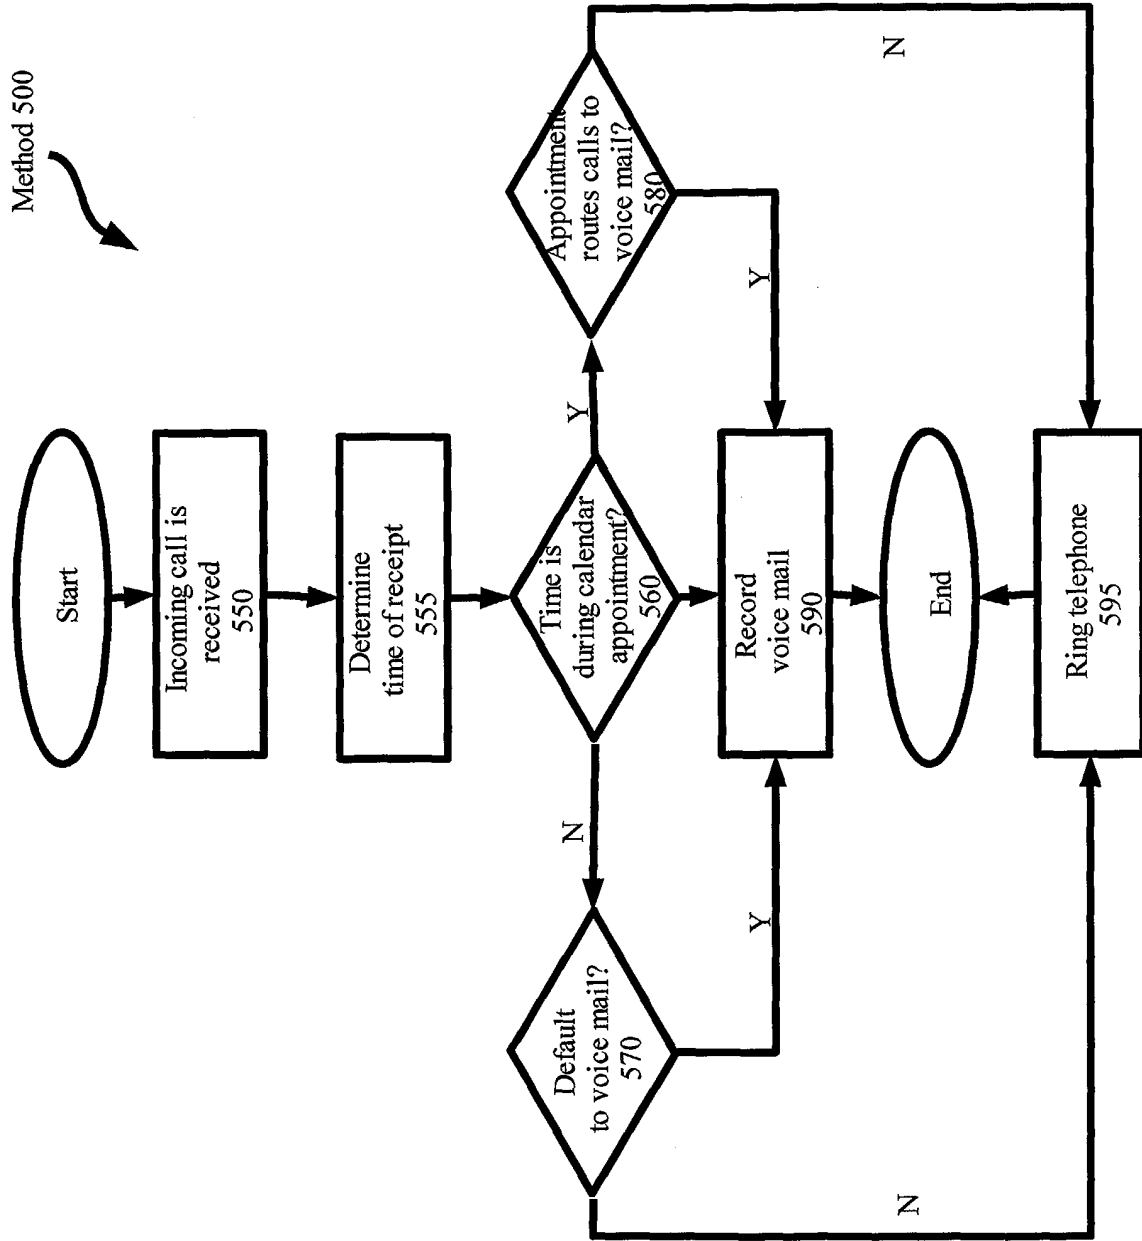 Method 500
Start
Incoming call is
received
550
Determine
time of receipt
555
Time is
during calendar
appointment?
560
Y
N
Appointment
routes calls to
voice mail?
580
Default
to voice mail?
570
Y
Y
N
N
Record
voice mail
590
End
Ring telephone
595